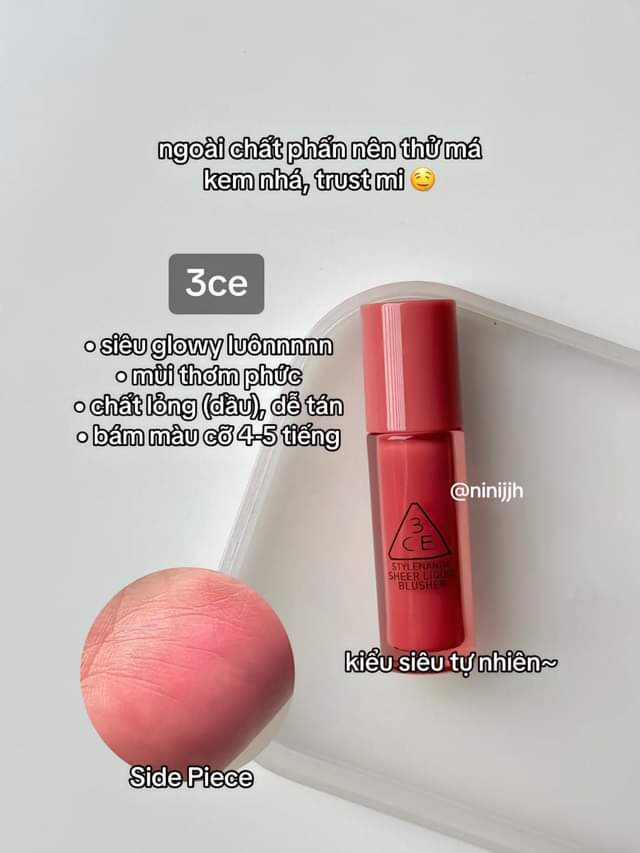 ngoài chất phấn nên thử má
kem nhá, trust mi 🤤
3ce
• siêu glowy luônnnnn
• mùi thơm phức
• chất lỏng (dầu), dễ tán
• bám màu cỡ 4-5 tiếng
@ninijjh
3
CE
STYLENANDA
SHEER LIQUID
BLUSHER
kiểu siêu tự nhiên~
Side Piece